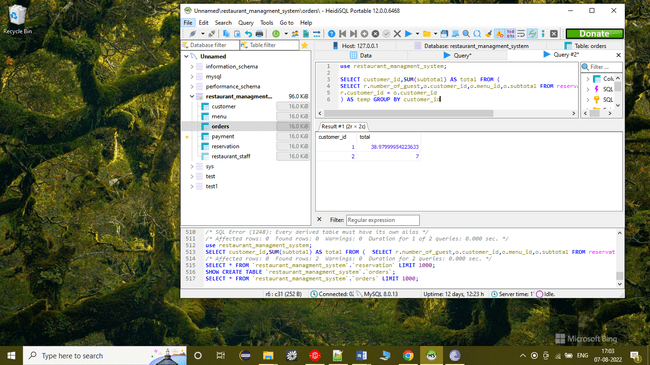 Recycle Bin
Unnamed\restaurant_managment_system\orders\ - HeidiSQL Portable 12.0.0.6468
File Edit Search Query Tools Go to Help
Donate
Database filter
Table filter
Host: 127.0.0.1
Database: restaurant_managment_system
Table: orders
Data
Query*
Query #2*
Unnamed
information_schema
mysql
performance_schema
restaurant_managment... 96.0 KiB
customer 16.0 KiB
menu 16.0 KiB
orders 16.0 KiB
payment 16.0 KiB
reservation 16.0 KiB
restaurant_staff 16.0 KiB
sys
test
test1
1 use restaurant_managment_system;
2
3 SELECT customer_id,SUM(subtotal) AS total FROM (
4 SELECT r.number_of_guest,o.customer_id,o.menu_id,o.subtotal FROM reser
5 r.customer_id = o.customer_id
6 ) AS temp GROUP BY customer_id
Filter ...
Colu
SQL
SQL
Result #1 (2r × 2c)
customer_id total
1 38.97999954223633
2 7
Filter: Regular expression
510 /* SQL Error (1248): Every derived table must have its own alias */
511 /* Affected rows: 0 Found rows: 0 Warnings: 0 Duration for 1 of 2 queries: 0.000 sec. */
512 use restaurant_managment_system;
513 SELECT customer_id,SUM(subtotal) AS total FROM ( SELECT r.number_of_guest,o.customer_id,o.menu_id,o.subtotal FROM reservat
514 /* Affected rows: 0 Found rows: 2 Warnings: 0 Duration for 2 queries: 0.000 sec. */
515 SELECT * FROM `restaurant_managment_system`.`reservation` LIMIT 1000;
516 SHOW CREATE TABLE `restaurant_managment_system`.`orders`;
517 SELECT * FROM `restaurant_managment_system`.`orders` LIMIT 1000;
r6 : c31 (252 B)
Connected: 02
MySQL 8.0.13
Uptime: 12 days, 12:23 h
Server time: 1
Idle.
Microsoft Bing
Type here to search
ENG
17:03
07-08-2022